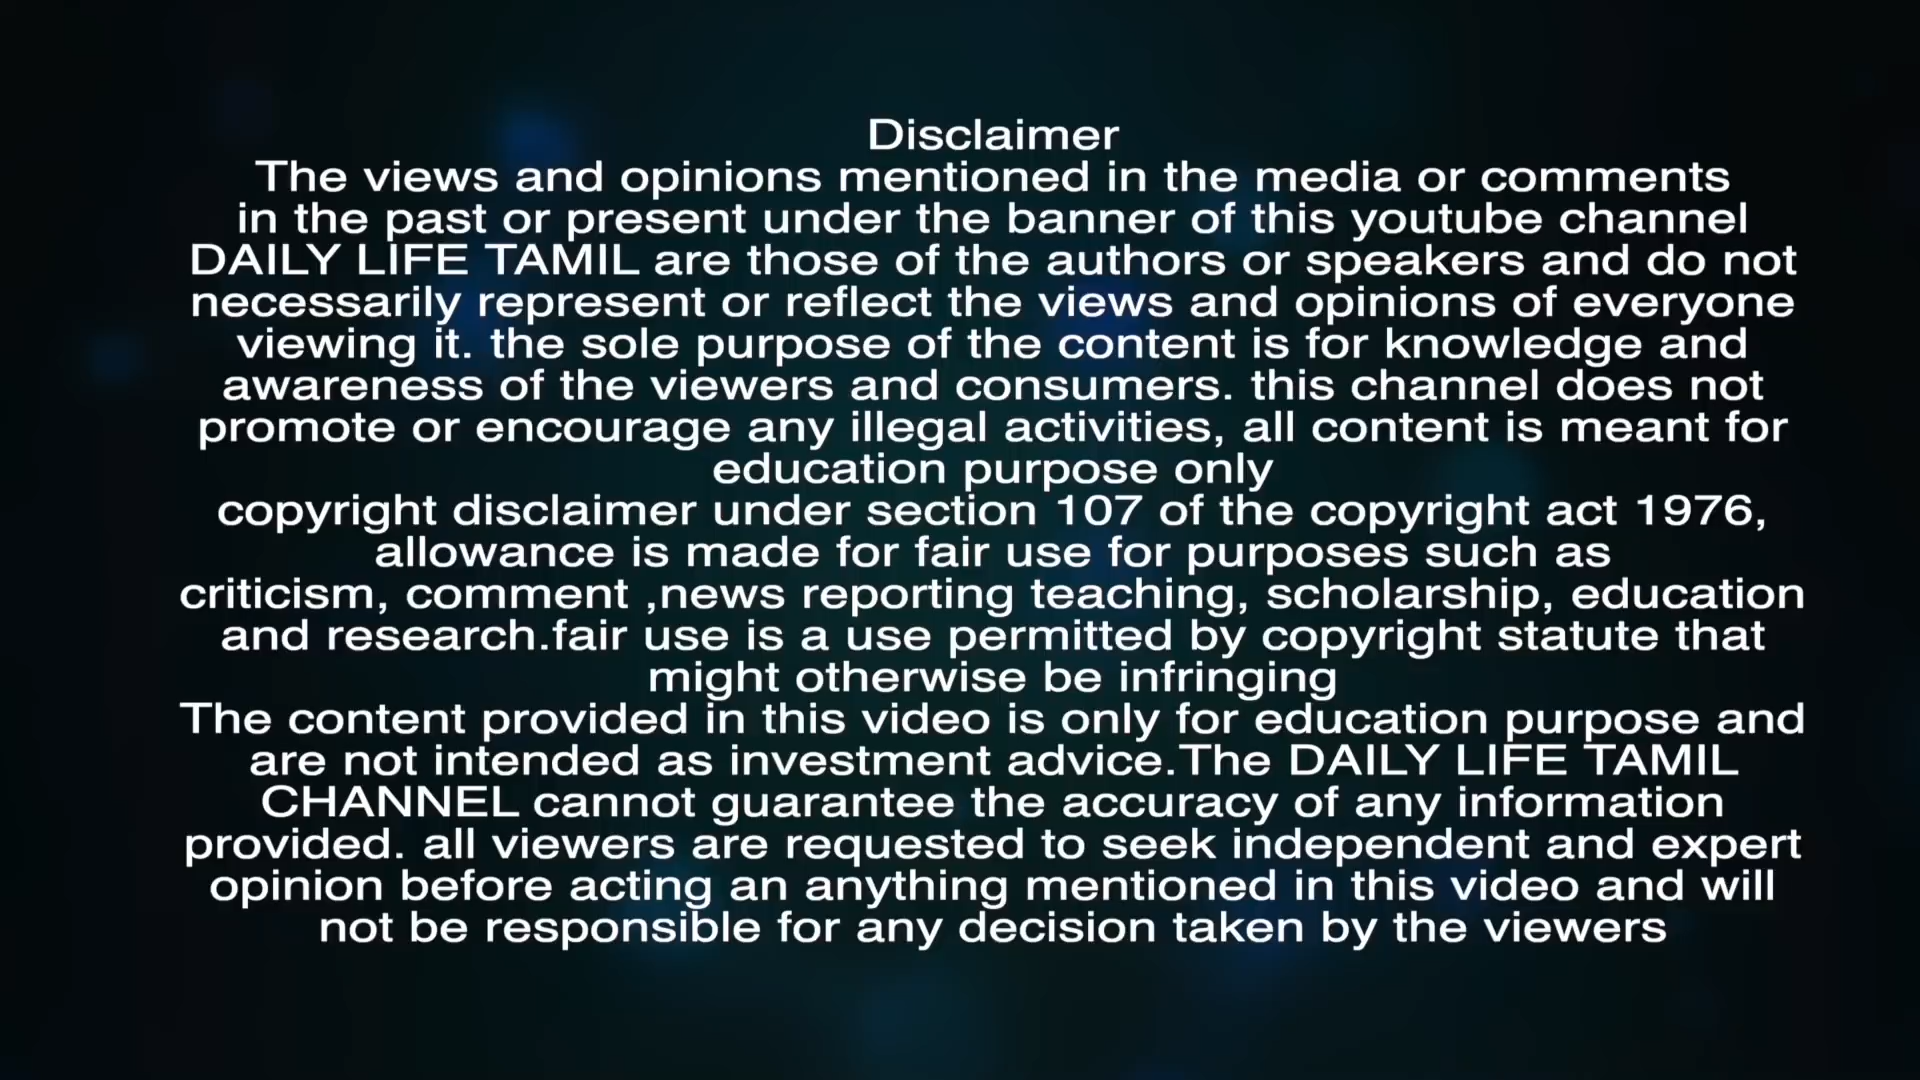 Disclaimer
The views and opinions mentioned in the media or comments
in the past or present under the banner of this youtube channel
DAILY LIFE TAMIL are those of the authors or speakers and do not
necessarily represent or reflect the views and opinions of everyone
viewing it. the sole purpose of the content is for knowledge and
awareness of the viewers and consumers. this channel does not
promote or encourage any illegal activities, all content is meant for
education purpose only
copyright disclaimer under section 107 of the copyright act 1976,
allowance is made for fair use for purposes such as
criticism, comment ,news reporting teaching, scholarship, education
and research.fair use is a use permitted by copyright statute that
might otherwise be infringing
The content provided in this video is only for education purpose and
are not intended as investment advice.The DAILY LIFE TAMIL
CHANNEL cannot guarantee the accuracy of any information
provided. all viewers are requested to seek independent and expert
opinion before acting an anything mentioned in this video and will
not be responsible for any decision taken by the viewers